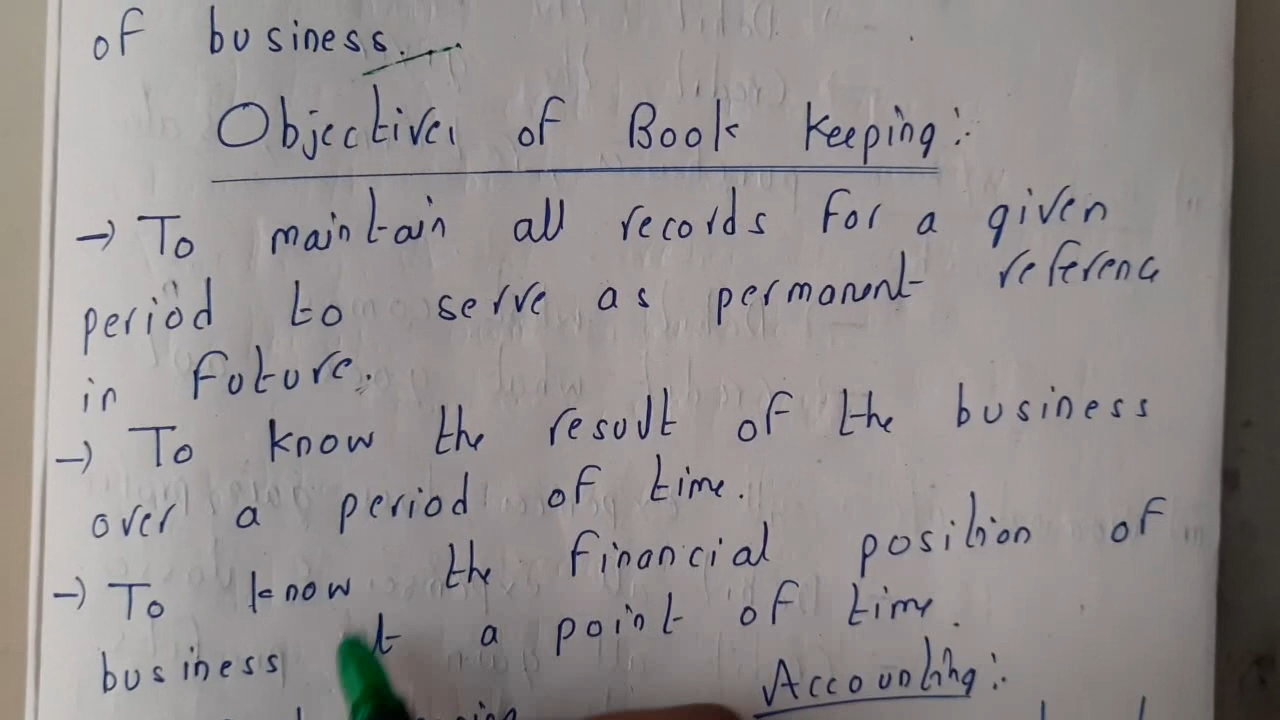 of business.
Objectives of Book keeping:
→ To maintain all records for a given
period to serve as permanent reference
in future.
→ To know the result of the business
over a period of time.
→ To know the financial position of
business at a point of time.
Accounting: